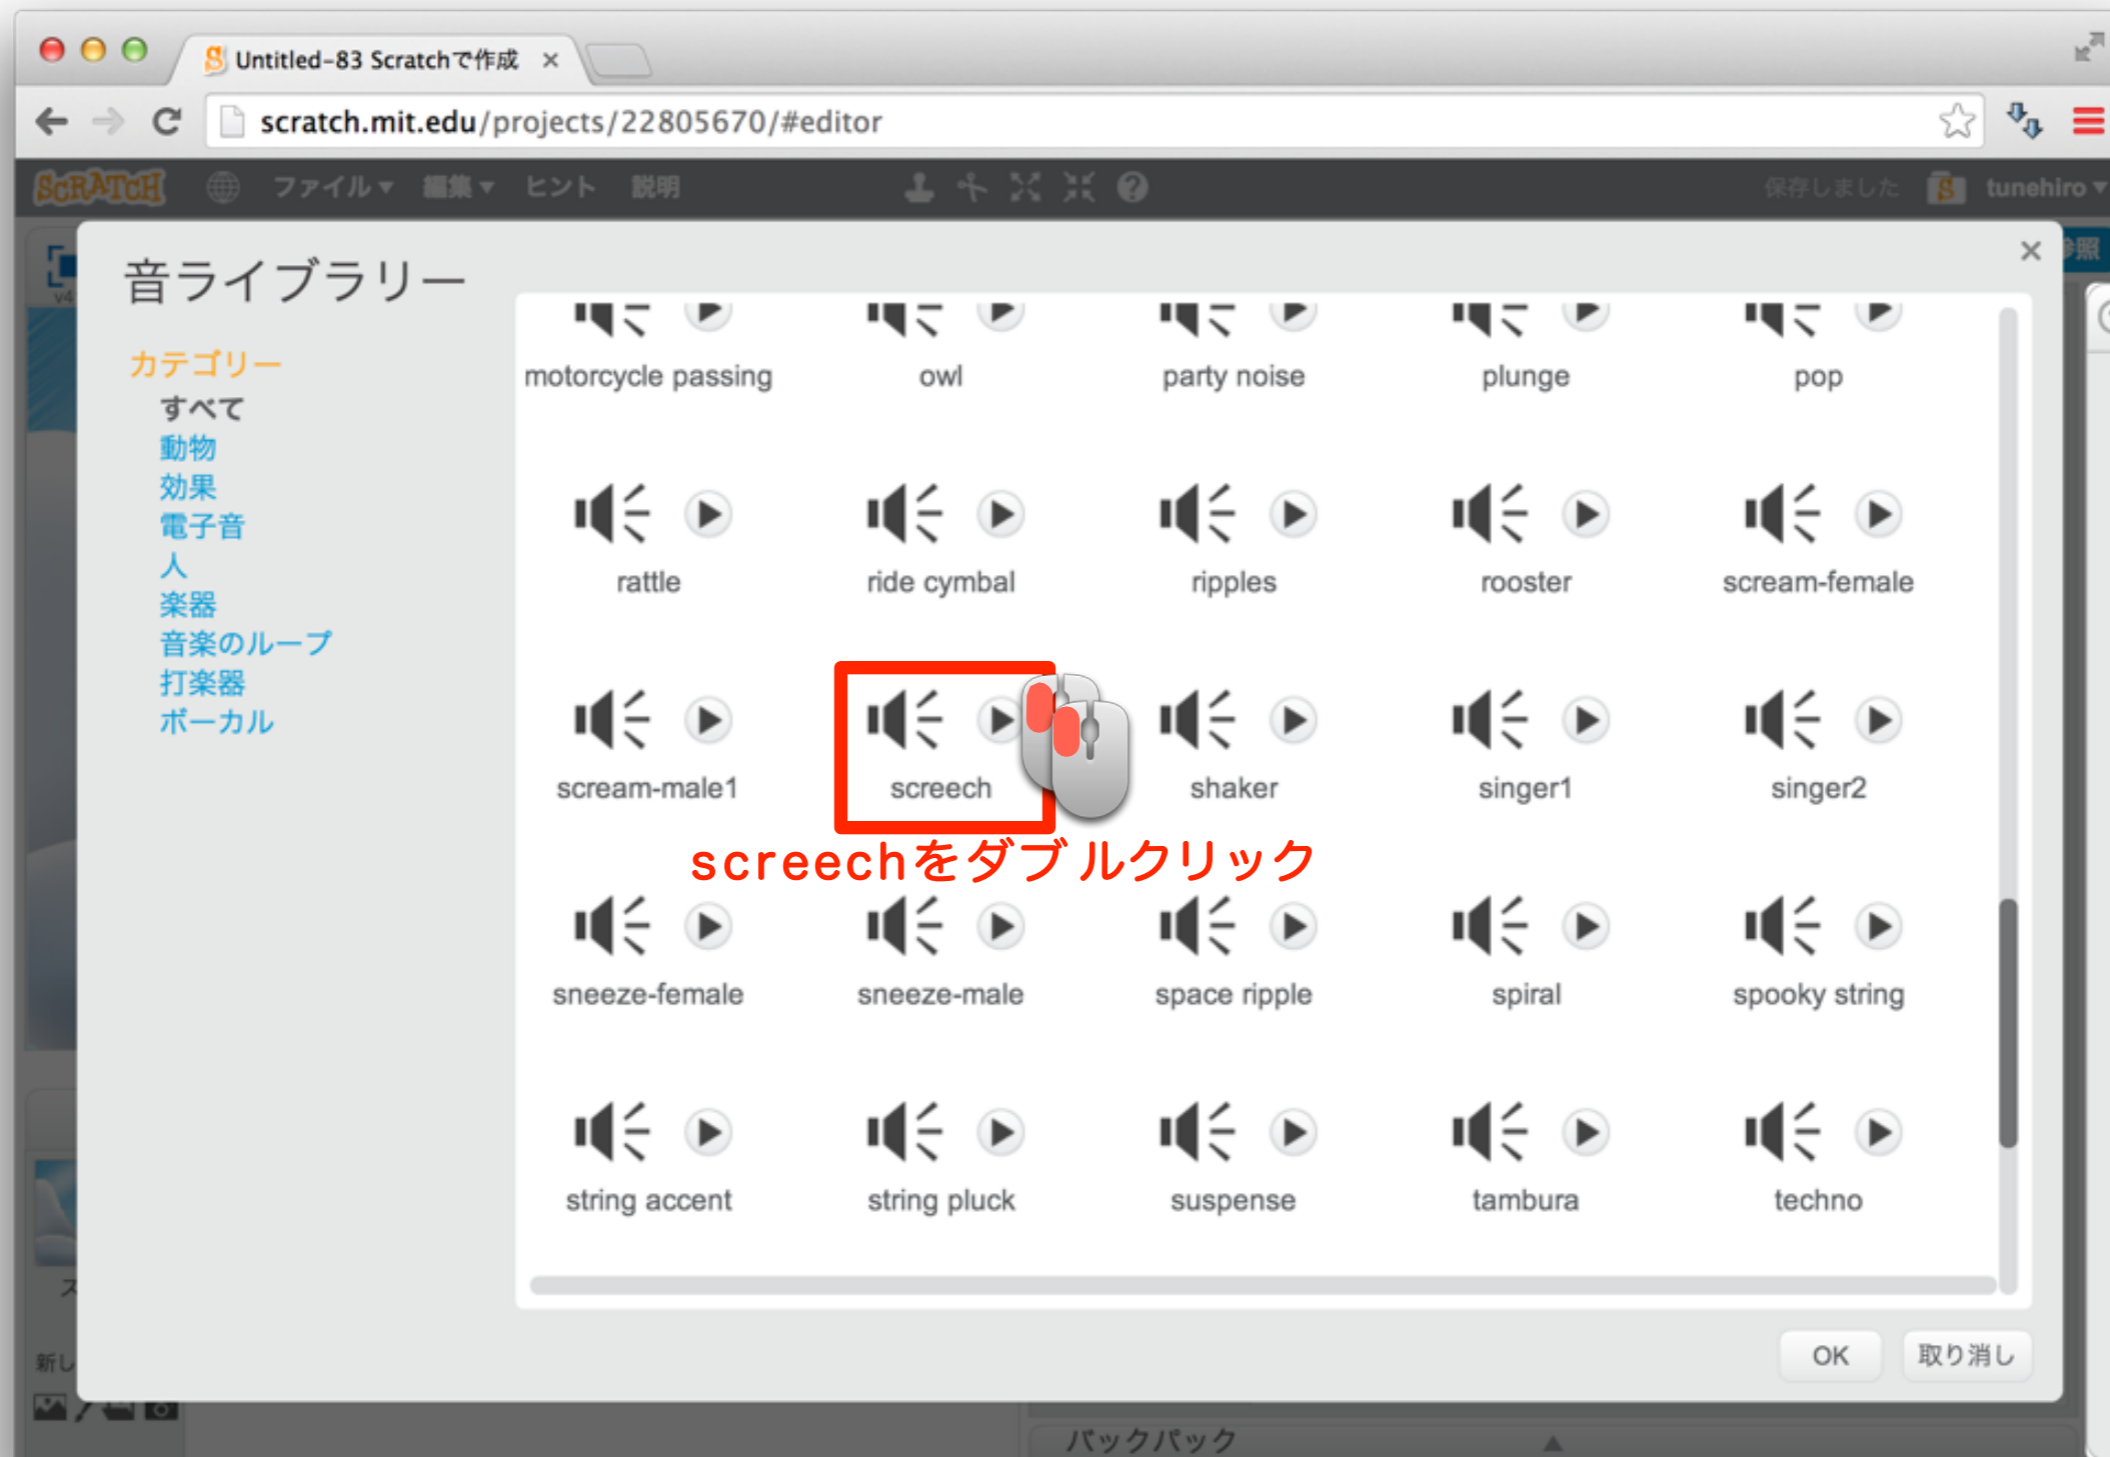 Untitled-83 Scratchで作成 ×
scratch.mit.edu/projects/22805670/#editor
SCRATCH ファイル▼ 編集▼ ヒント 説明 保存しました tunehiro▼
音ライブラリー
カテゴリー
すべて
動物
効果
電子音
人
楽器
音楽のループ
打楽器
ボーカル
motorcycle passing owl party noise plunge pop
rattle ride cymbal ripples rooster scream-female
scream-male1 screech shaker singer1 singer2
screechをダブルクリック
sneeze-female sneeze-male space ripple spiral spooky string
string accent string pluck suspense tambura techno
OK 取り消し
新し
バックパック